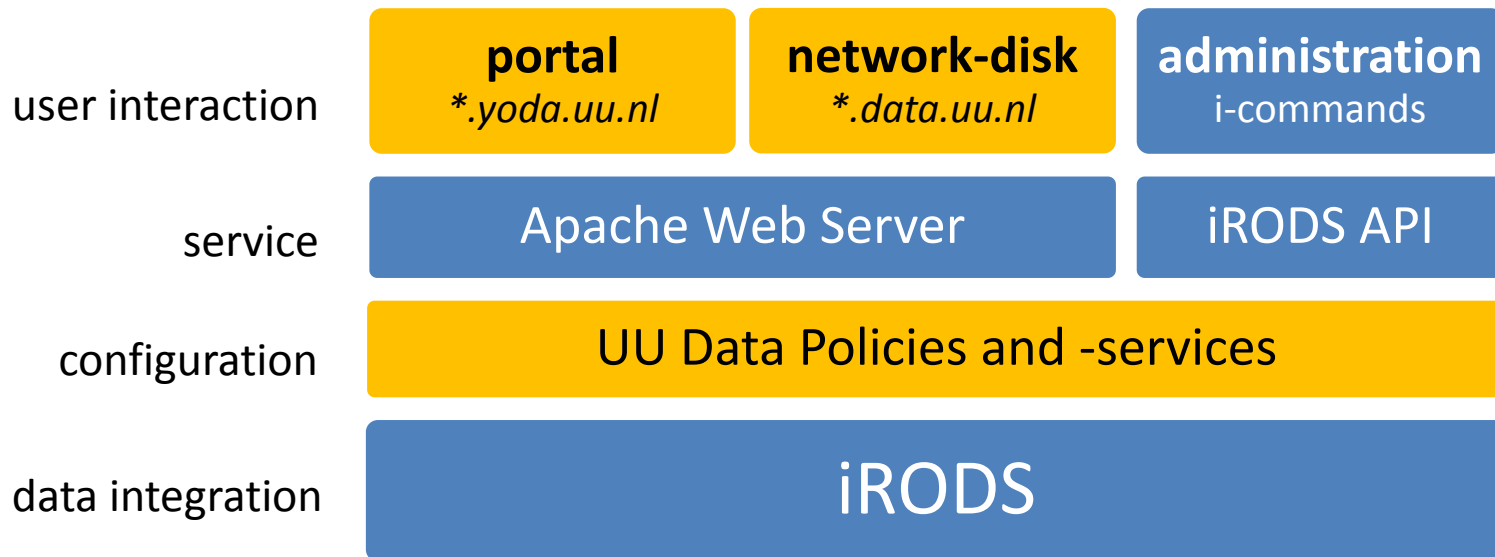 user interaction
portal
*.yoda.uu.nl
network-disk
*.data.uu.nl
administration
i-commands
service
Apache Web Server
iRODS API
configuration
UU Data Policies and -services
data integration
iRODS